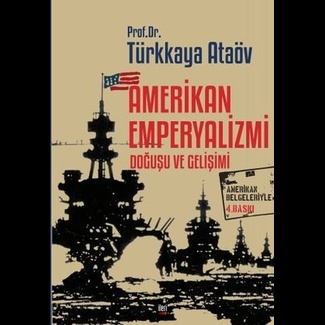 Prof.Dr.
Türkkaya Ataöv
AMERİKAN
EMPERYALİZMİ
DOĞUŞU VE GELİŞİMİ
AMERİKAN
BELGELERİYLE
4.BASKI
İleri